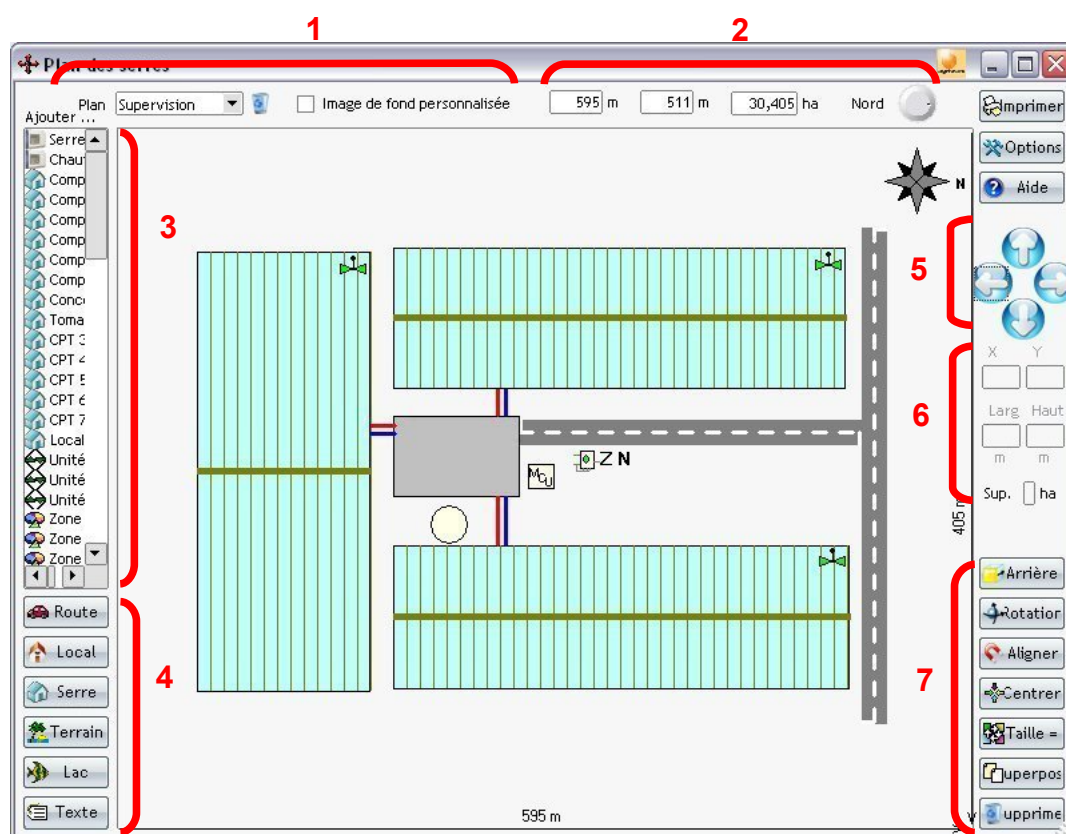 1
2
Plan des serres
Plan Supervision
Image de fond personnalisée
595 m
511 m
30,405 ha
Nord
Imprimer
Ajouter ...
Options
Aide
Serre
Chau
Comp
Comp
Comp
Comp
Comp
Comp
Conc
Toma
CPT 3
CPT 4
CPT 5
CPT 6
CPT 7
Local
Unité
Unité
Unité
Zone
Zone
Zone
3
N
5
X Y
6
Larg Haut
m m
Sup. ha
Z N
MCU
405 m
4
Route
Local
Serre
Terrain
Lac
Texte
7
Arrière
Rotation
Aligner
Centrer
Taille =
uperpos
upprime
595 m